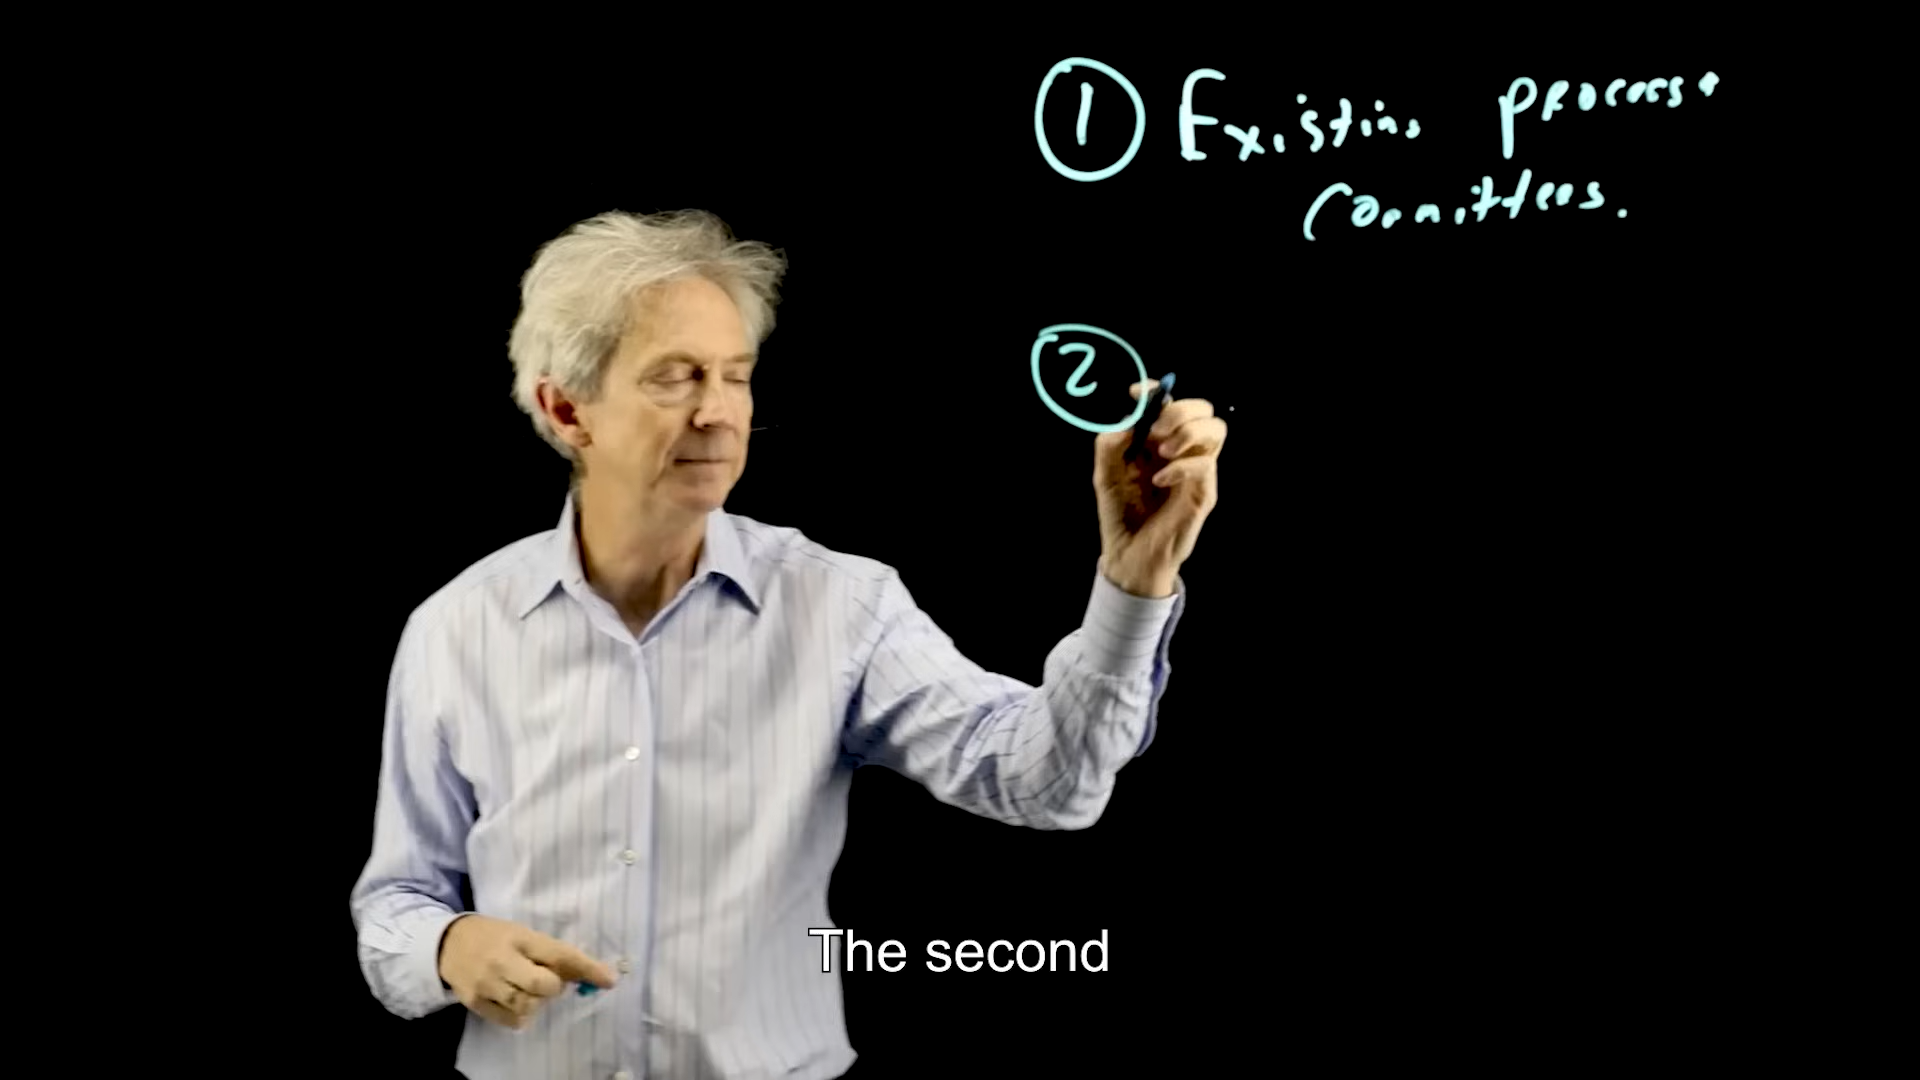 1 Existing process +
committees.
2
The second